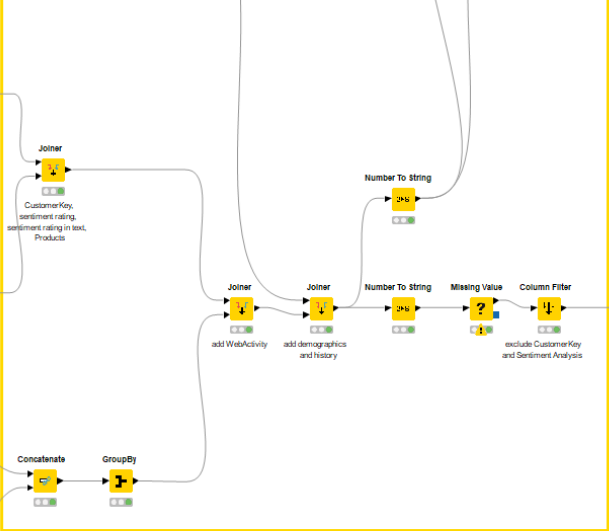 Joiner
CustomerKey,
sentiment rating,
sentiment rating in text,
Products
Number To String
Joiner
add WebActivity
Joiner
add demographics
and history
Number To String
Missing Value
Column Filter
exclude CustomerKey
and Sentiment Analysis
Concatenate
GroupBy